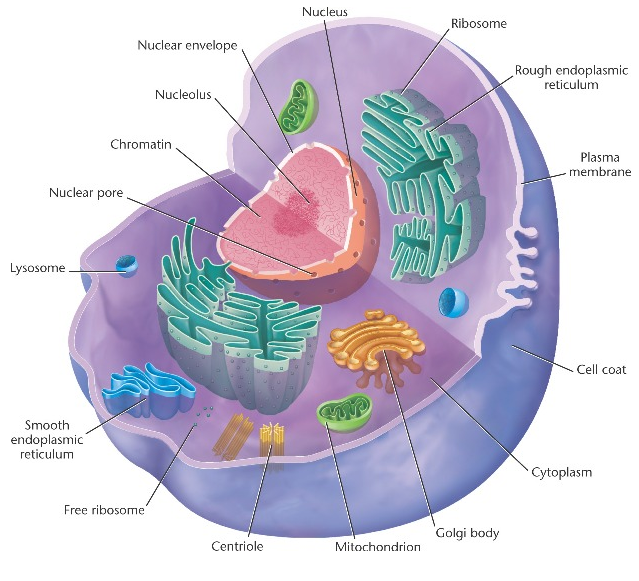 Nucleus
Ribosome
Nuclear envelope
Rough endoplasmic
reticulum
Nucleolus
Chromatin
Plasma
membrane
Nuclear pore
Lysosome
Cell coat
Smooth
endoplasmic
reticulum
Cytoplasm
Free ribosome
Golgi body
Centriole
Mitochondrion